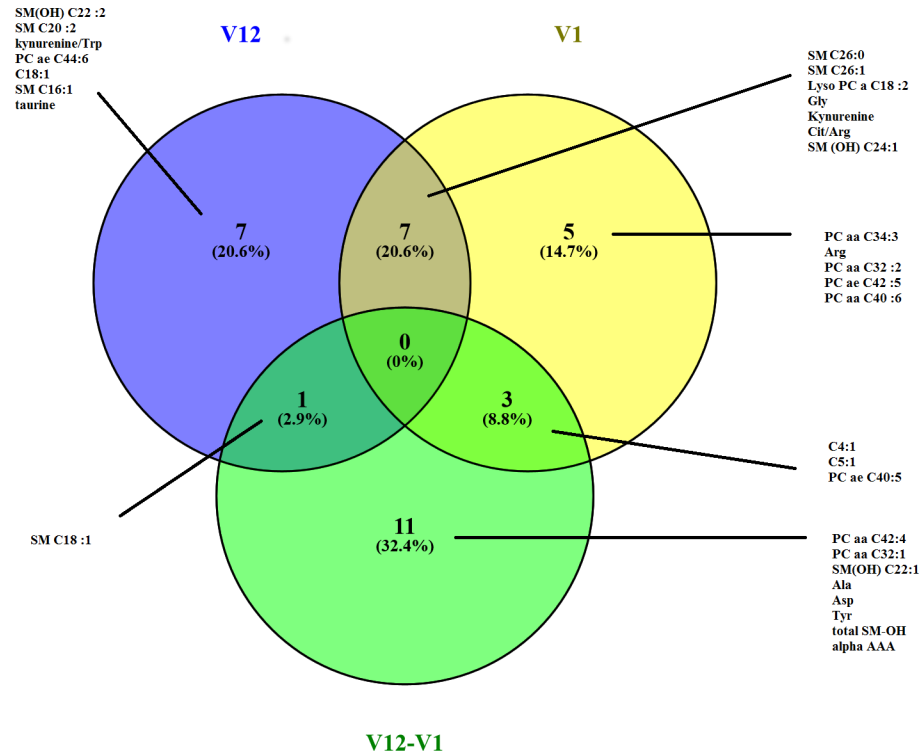 SM(OH) C22 :2
SM C20 :2
kynurenine/Trp
PC ae C44:6
C18:1
SM C16:1
taurine
V12
V1
SM C26:0
SM C26:1
Lyso PC a C18 :2
Gly
Kynurenine
Cit/Arg
SM (OH) C24:1
7
(20.6%)
7
(20.6%)
5
(14.7%)
PC aa C34:3
Arg
PC aa C32 :2
PC ae C42 :5
PC aa C40 :6
0
(0%)
1
(2.9%)
3
(8.8%)
C4:1
C5:1
PC ae C40:5
SM C18 :1
11
(32.4%)
PC aa C42:4
PC aa C32:1
SM(OH) C22:1
Ala
Asp
Tyr
total SM-OH
alpha AAA
V12-V1